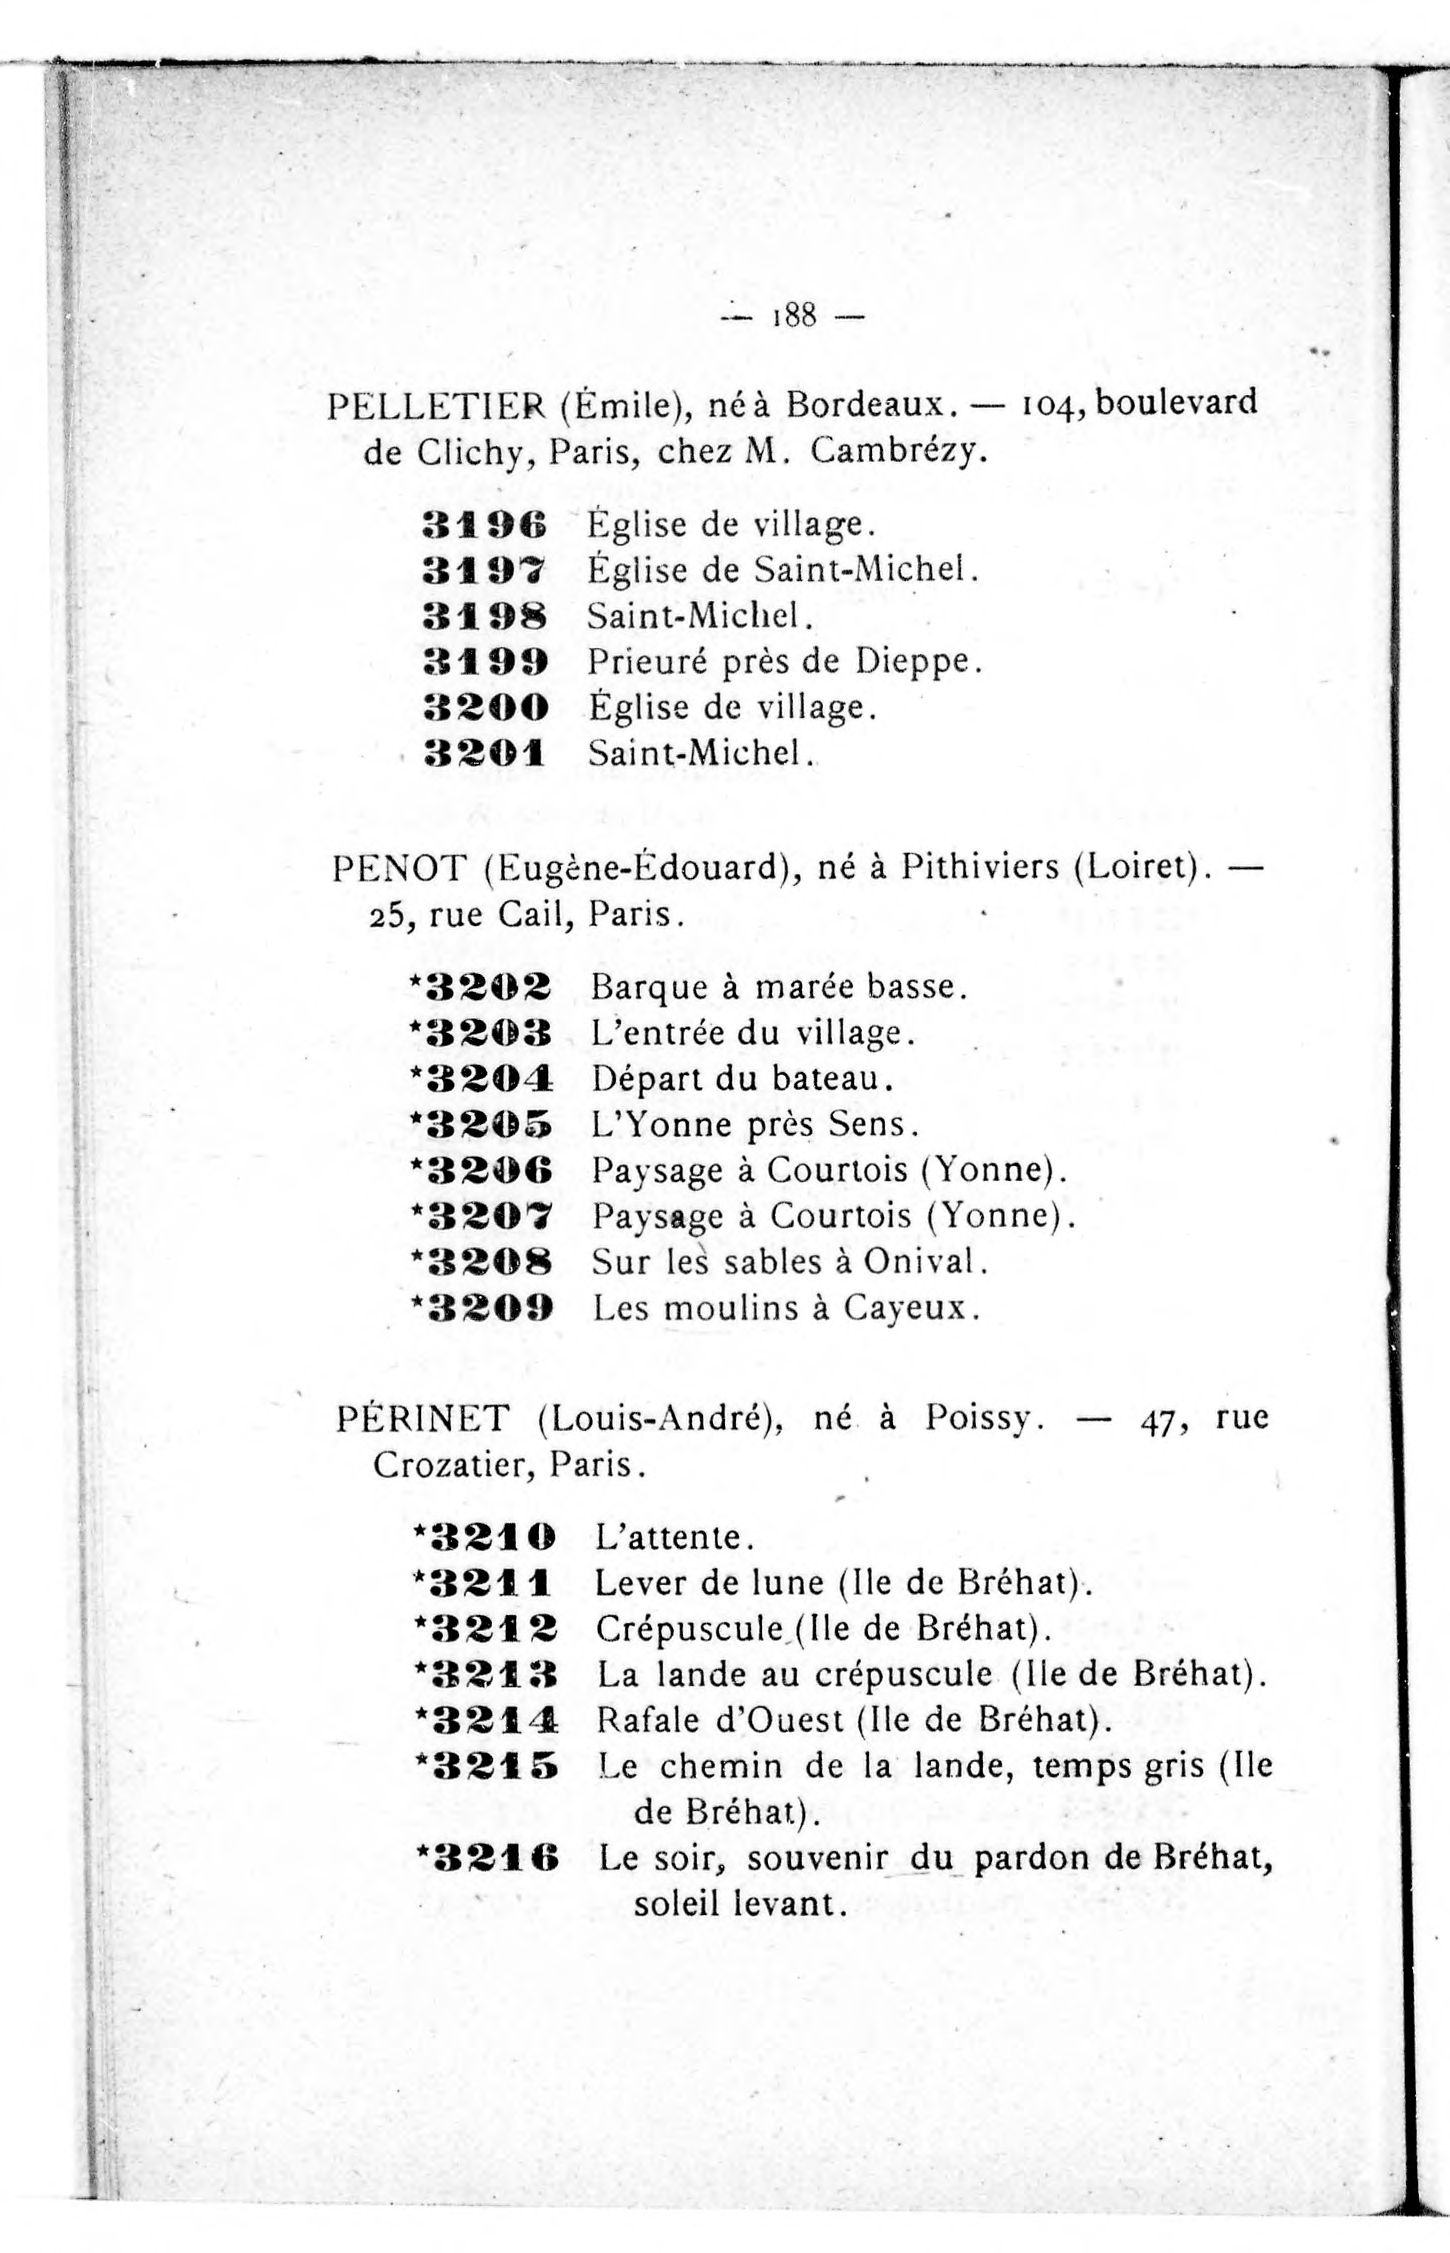 — 188 —
PELLETIER (Émile), né à Bordeaux. — 104, boulevard
de Clichy, Paris, chez M. Cambrézy.
3196 Église de village.
3197 Église de Saint-Michel.
3198 Saint-Michel.
3199 Prieuré près de Dieppe.
3200 Église de village.
3201 Saint-Michel.
PENOT (Eugène-Édouard), né à Pithiviers (Loiret). —
25, rue Cail, Paris.
*3202 Barque à marée basse.
*3203 L'entrée du village.
*3204 Départ du bateau.
*3205 L'Yonne près Sens.
*3206 Paysage à Courtois (Yonne).
*3207 Paysage à Courtois (Yonne).
*3208 Sur les sables à Onival.
*3209 Les moulins à Cayeux.
PÉRINET (Louis-André), né à Poissy. — 47, rue
Crozatier, Paris.
*3210 L'attente.
*3211 Lever de lune (Ile de Bréhat).
*3212 Crépuscule (Ile de Bréhat).
*3213 La lande au crépuscule (Ile de Bréhat).
*3214 Rafale d'Ouest (Ile de Bréhat).
*3215 Le chemin de la lande, temps gris (Ile
de Bréhat).
*3216 Le soir, souvenir du pardon de Bréhat,
soleil levant.